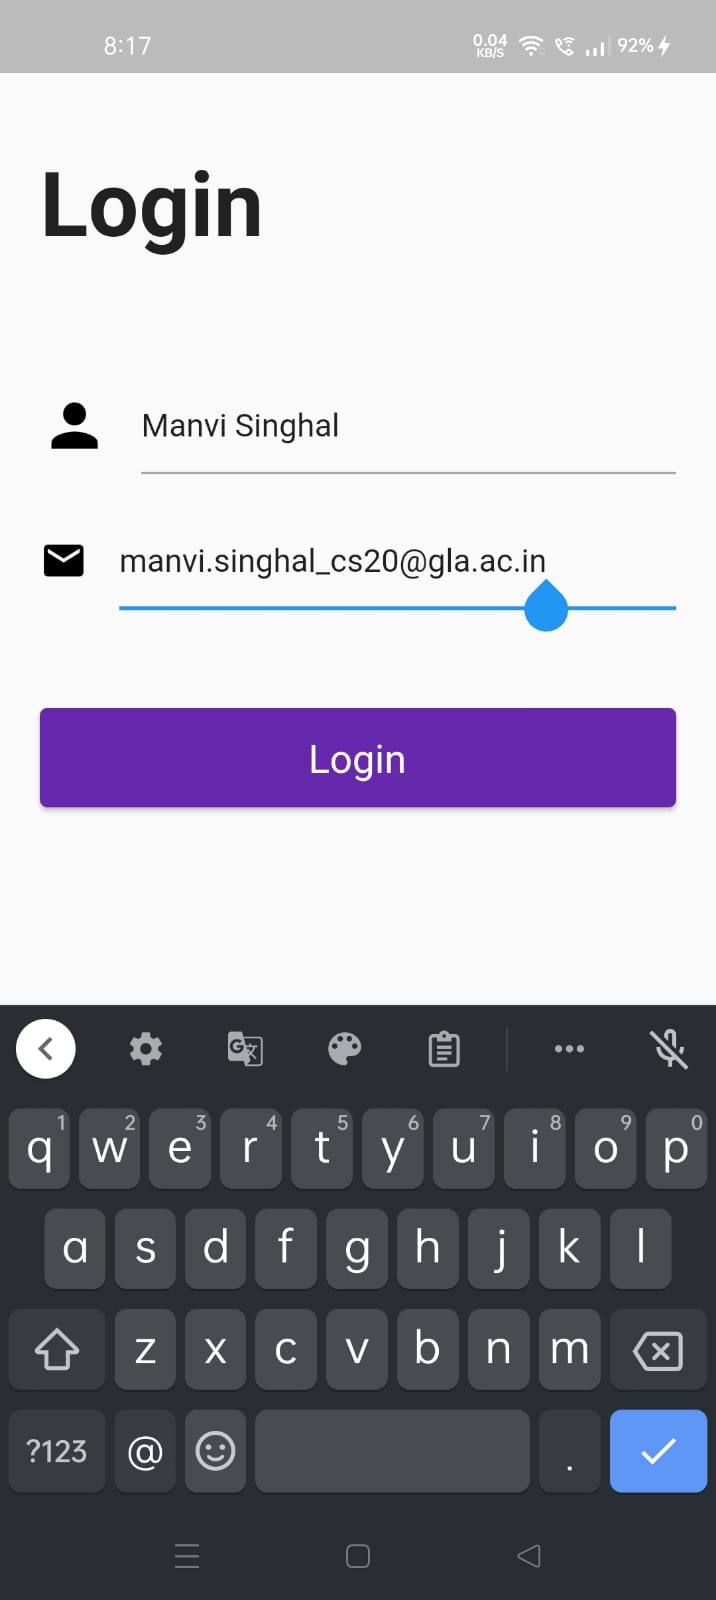 8:17
0.04
KB/S
92%
Login
Manvi Singhal
manvi.singhal_cs20@gla.ac.in
Login
G
1 2 3 4 5 6 7 8 9 0
q w e r t y u i o p
a s d f g h j k l
z x c v b n m
?123 @ .